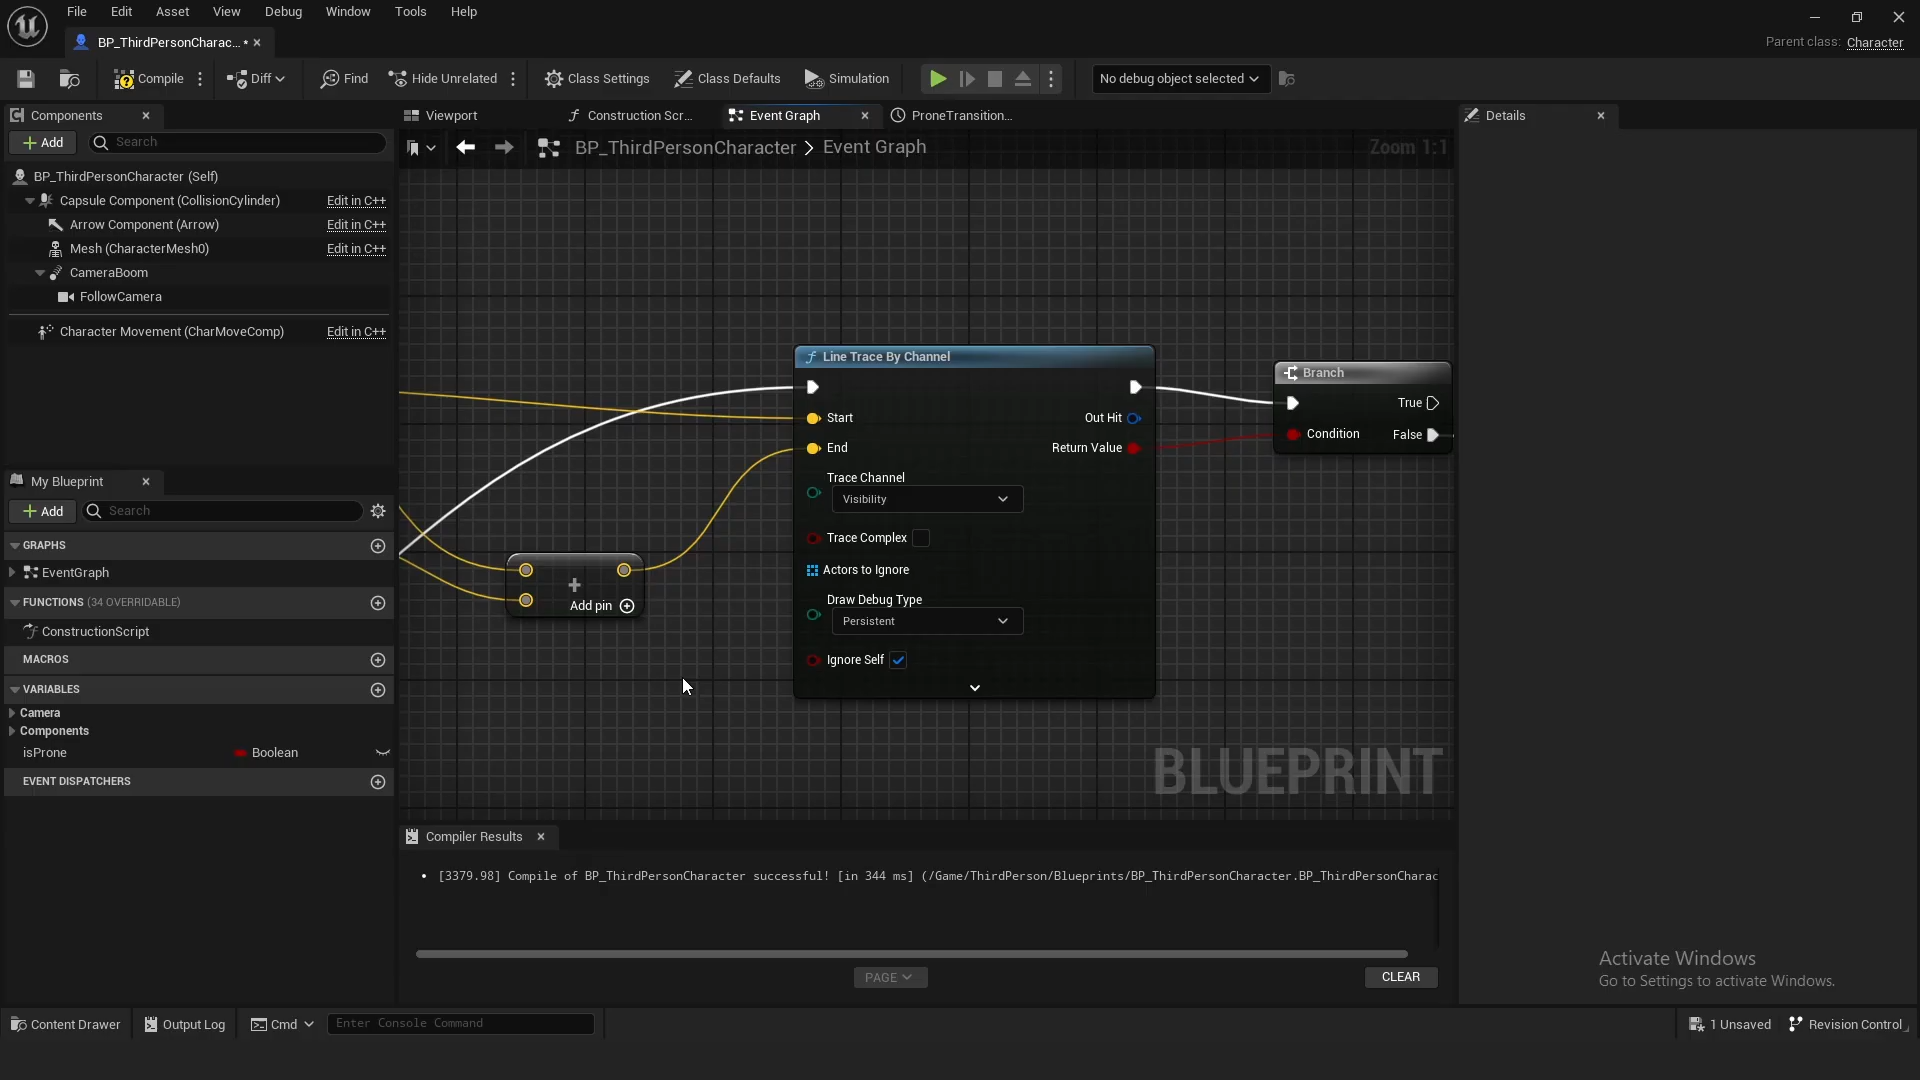 File Edit Asset View Debug Window Tools Help
BP_ThirdPersonCharac... •
Parent class: Character
Compile Diff Find Hide Unrelated Class Settings Class Defaults Simulation No debug object selected
Components Viewport Construction Scr... Event Graph ProneTransition... Details
Add Search
BP_ThirdPersonCharacter > Event Graph Zoom 1:1
BP_ThirdPersonCharacter (Self)
Capsule Component (CollisionCylinder) Edit in C++
Arrow Component (Arrow) Edit in C++
Mesh (CharacterMesh0) Edit in C++
CameraBoom
FollowCamera
Character Movement (CharMoveComp) Edit in C++
Line Trace By Channel
Start Out Hit
End Return Value
Trace Channel
Visibility
Trace Complex
Actors to Ignore
Draw Debug Type
Persistent
Ignore Self
Branch
True
Condition False
Add pin
BLUEPRINT
My Blueprint
Add Search
GRAPHS
EventGraph
FUNCTIONS (34 OVERRIDABLE)
ConstructionScript
MACROS
VARIABLES
Camera
Components
isProne Boolean
EVENT DISPATCHERS
Compiler Results
• [3379.98] Compile of BP_ThirdPersonCharacter successful! [in 344 ms] (/Game/ThirdPerson/Blueprints/BP_ThirdPersonCharacter.BP_ThirdPersonCharac
PAGE CLEAR
Activate Windows
Go to Settings to activate Windows.
Content Drawer Output Log Cmd Enter Console Command 1 Unsaved Revision Control